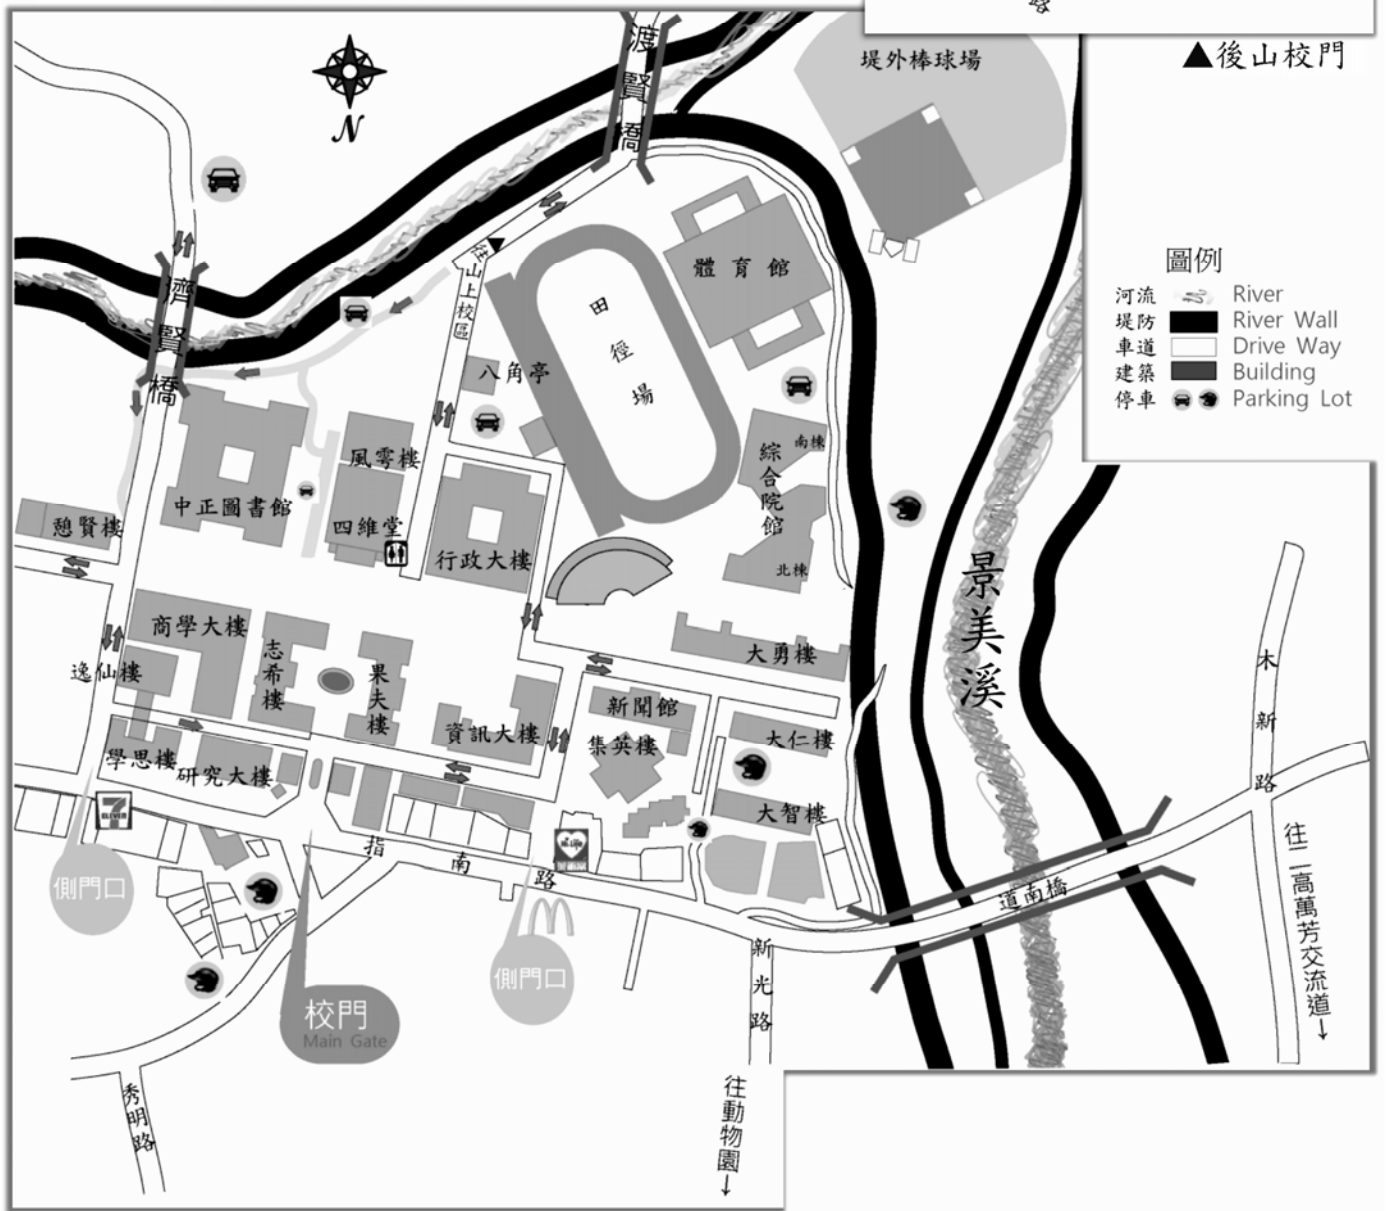 渡賢橋
堤外棒球場
▲後山校門
N
往山上校區
體育館
田徑場
圖例
河流 River
堤防 River Wall
車道 Drive Way
建築 Building
停車 Parking Lot
濟賢橋
八角亭
風雩樓
綜合院館
南棟
北棟
中正圖書館
憩賢樓
四維堂
行政大樓
景美溪
商學大樓
志希樓
果夫樓
逸仙樓
大勇樓
新聞館
資訊大樓
集英樓
大仁樓
學思樓
研究大樓
大智樓
木新路
7
ELEVEN
Hi-Life
指南路
側門口
側門口
道南橋
往二高萬芳交流道↓
校門
Main Gate
新光路
秀明路
往動物園↓